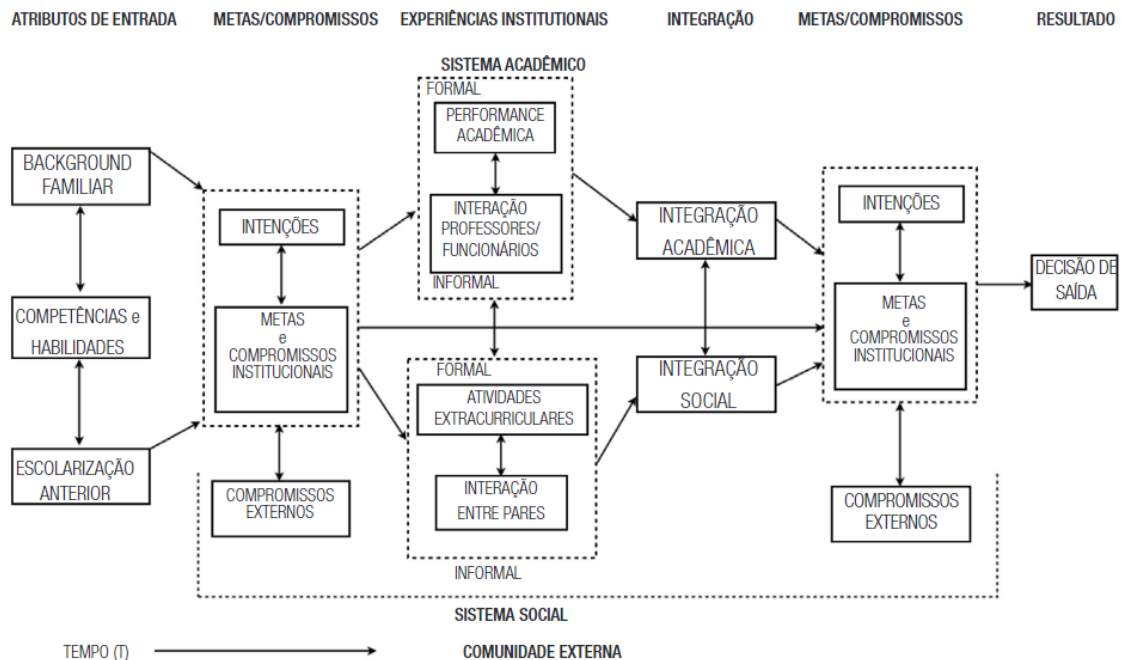 ATRIBUTOS DE ENTRADA
METAS/COMPROMISSOS
EXPERIÊNCIAS INSTITUTIONAIS
INTEGRAÇÃO
METAS/COMPROMISSOS
RESULTADO
BACKGROUND
FAMILIAR
COMPETÊNCIAS e
HABILIDADES
ESCOLARIZAÇÃO
ANTERIOR
INTENÇÕES
METAS
e
COMPROMISSOS
INSTITUCIONAIS
COMPROMISSOS
EXTERNOS
SISTEMA ACADÊMICO
FORMAL
PERFORMANCE
ACADÊMICA
INTERAÇÃO
PROFESSORES/
FUNCIONÁRIOS
INFORMAL
FORMAL
ATIVIDADES
EXTRACURRICULARES
INTERAÇÃO
ENTRE PARES
INFORMAL
SISTEMA SOCIAL
INTEGRAÇÃO
ACADÊMICA
INTEGRAÇÃO
SOCIAL
INTENÇÕES
METAS
e
COMPROMISSOS
INSTITUCIONAIS
COMPROMISSOS
EXTERNOS
DECISÃO DE
SAÍDA
TEMPO (T)
COMUNIDADE EXTERNA